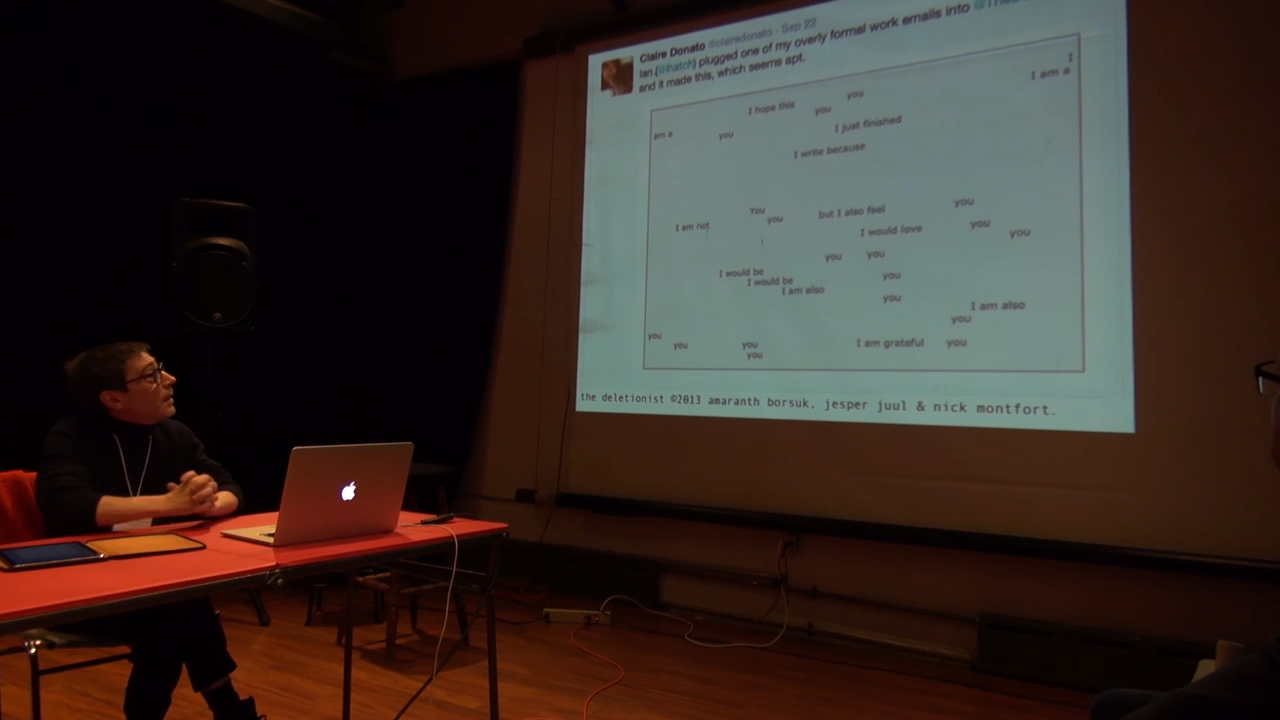 Claire Donato @clairedonato · Sep 22
Ian (@ihatch) plugged one of my overly formal work emails into
and it made this, which seems apt.
I
I am a
I hope this you you
am a you I just finished
I write because
You you
I am not you but I also feel you
I would love you
you you
I would be you
I would be
I am also you I am also
you
you you you I am grateful you
you
the deletionist ©2013 amaranth borsuk, jesper juul & nick montfort.